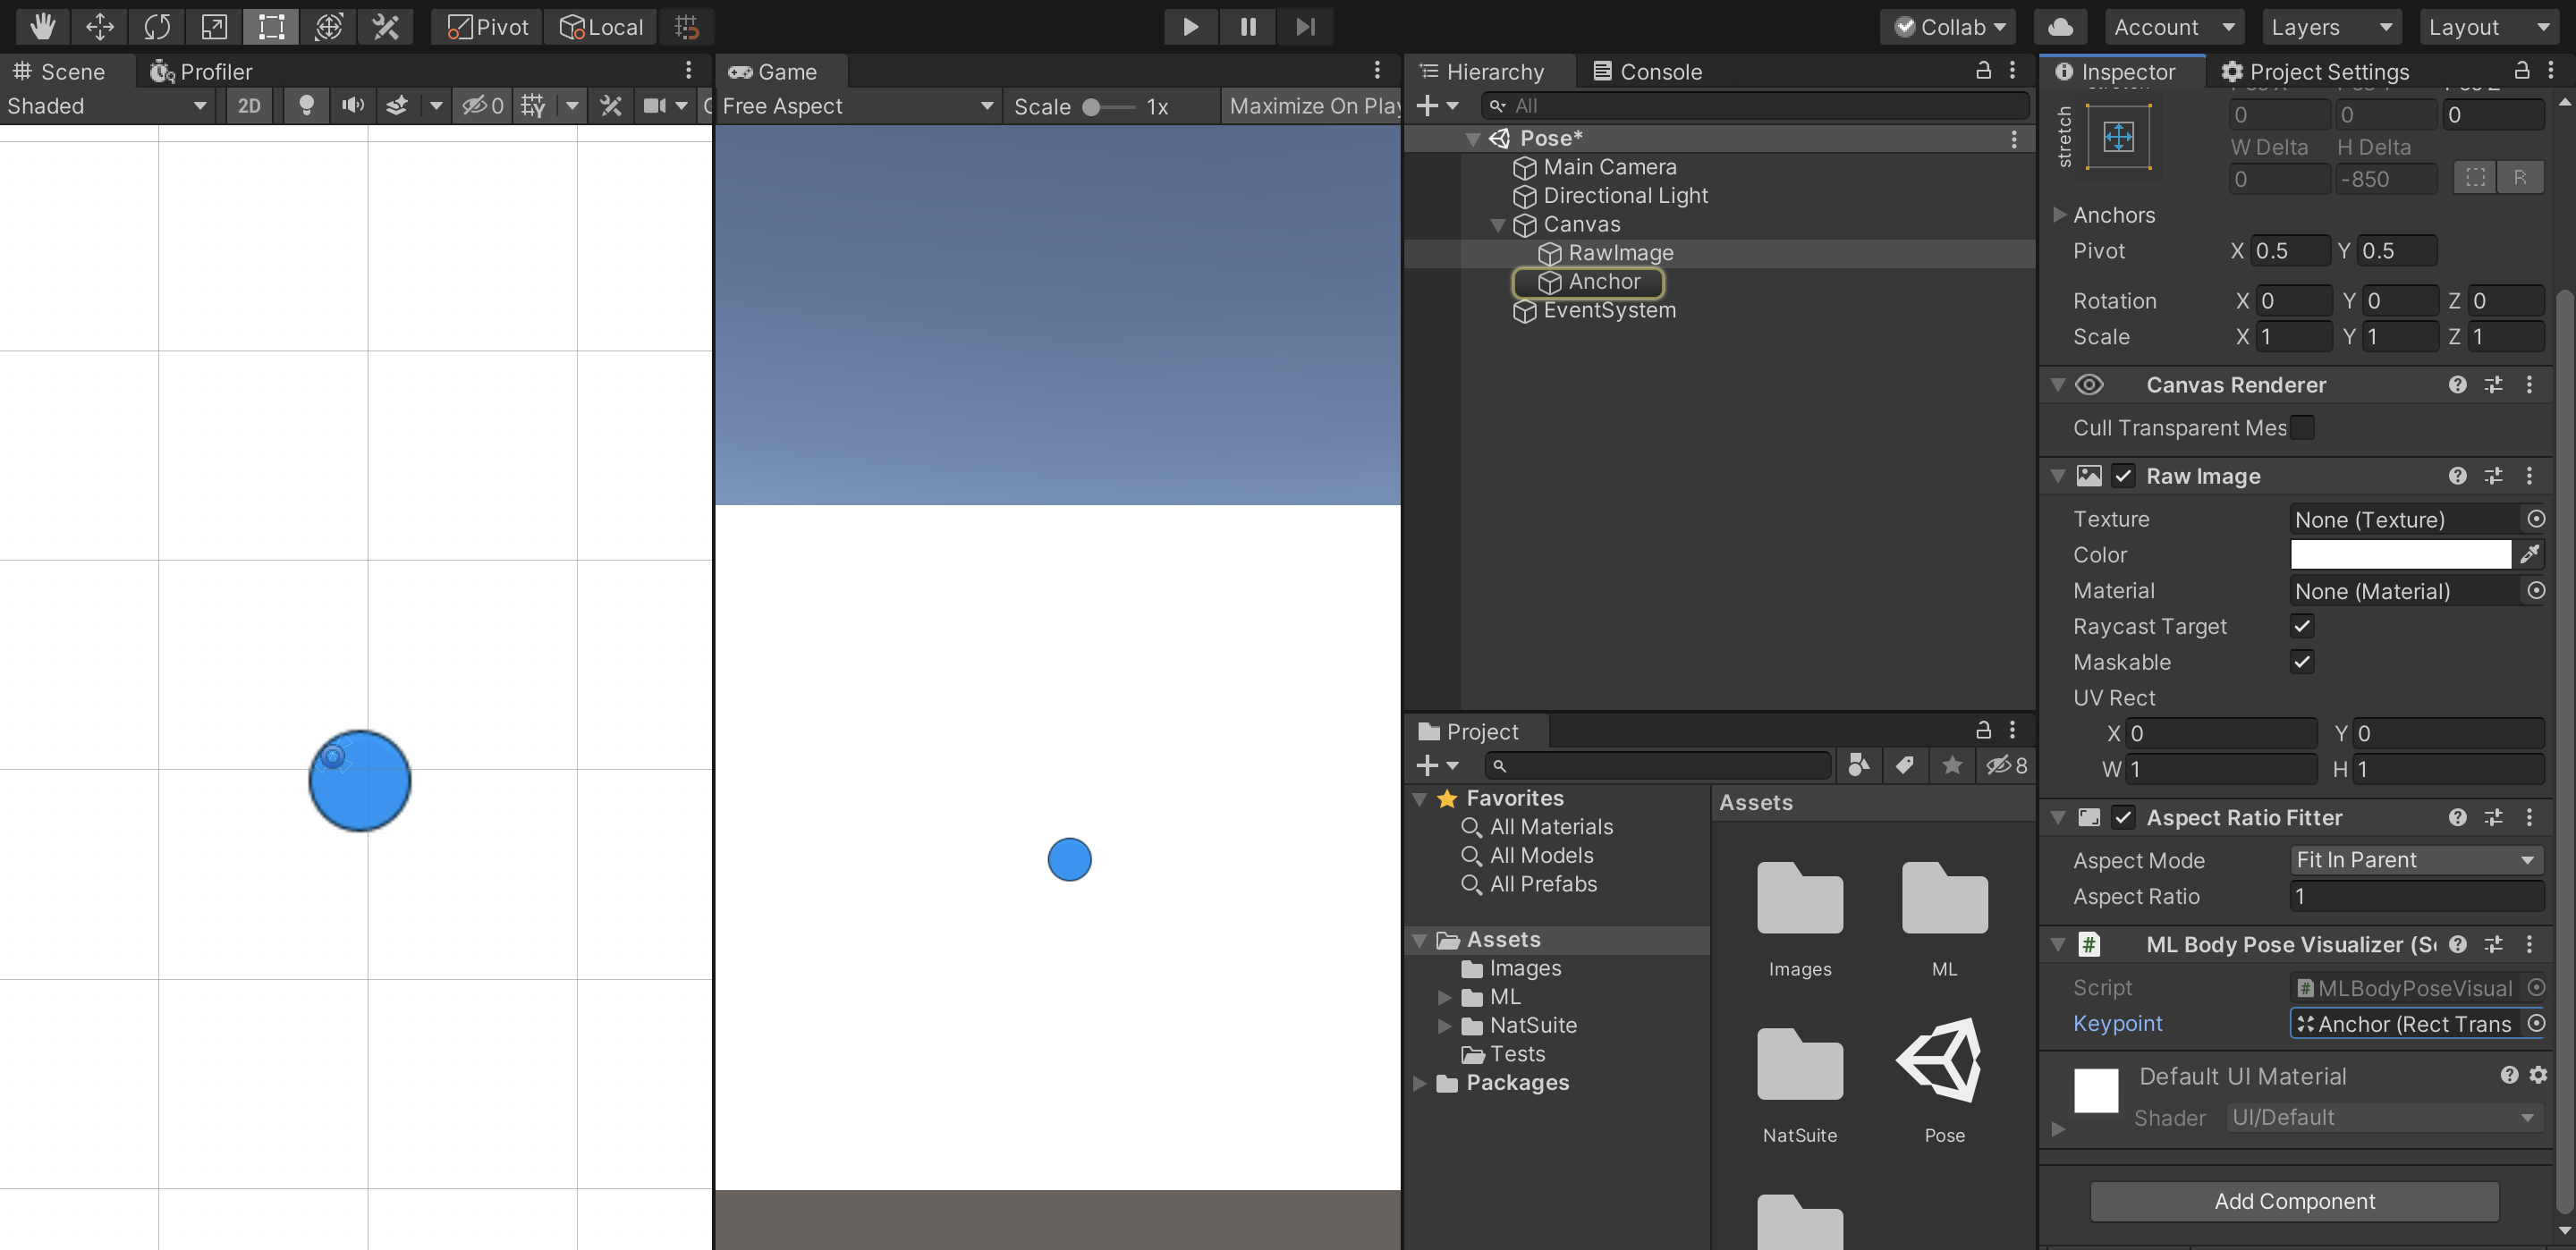 Pivot
Local
Collab
Account
Layers
Layout
Scene
Profiler
Shaded
2D
0
Game
Free Aspect
Scale
1x
Maximize On Play
Hierarchy
Console
All
Pose*
Main Camera
Directional Light
Canvas
RawImage
Anchor
EventSystem
Project
8
Favorites
All Materials
All Models
All Prefabs
Assets
Images
ML
NatSuite
Tests
Packages
Assets
Images
ML
NatSuite
Pose
Inspector
Project Settings
stretch
0
0
0
W Delta
H Delta
0
-850
R
Anchors
Pivot X 0.5 Y 0.5
Rotation X 0 Y 0 Z 0
Scale X 1 Y 1 Z 1
Canvas Renderer
Cull Transparent Mes
Raw Image
Texture None (Texture)
Color
Material None (Material)
Raycast Target
Maskable
UV Rect
X 0 Y 0
W 1 H 1
Aspect Ratio Fitter
Aspect Mode Fit In Parent
Aspect Ratio 1
# ML Body Pose Visualizer (S
Script # MLBodyPoseVisual
Keypoint Anchor (Rect Trans
Default UI Material
Shader UI/Default
Add Component